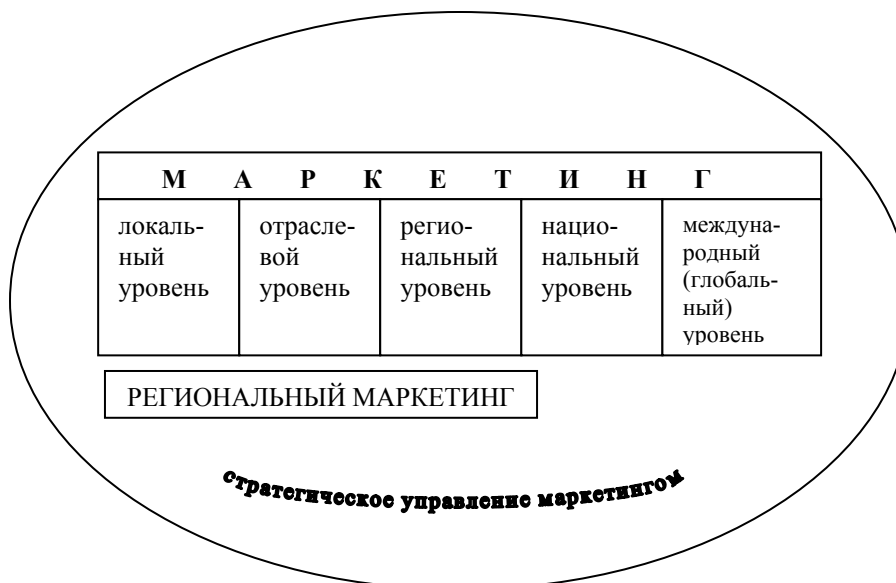 М А Р К Е Т И Н Г
локаль-
ный
уровень
отрасле-
вой
уровень
регио-
нальный
уровень
нацио-
нальный
уровень
междуна-
родный
(глобаль-
ный)
уровень
РЕГИОНАЛЬНЫЙ МАРКЕТИНГ
стратегическое управление маркетингом